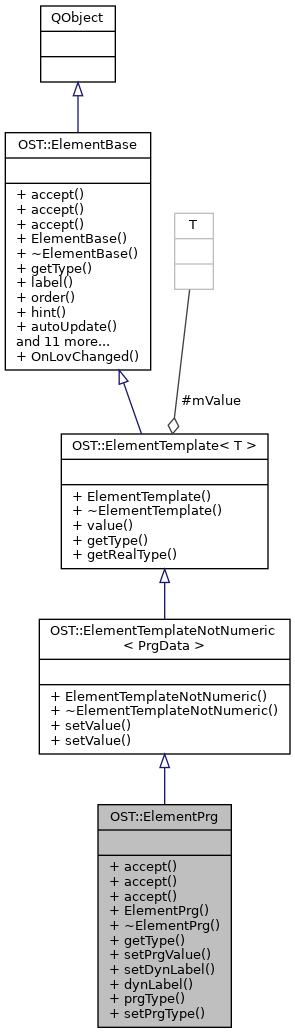 QObject
OST::ElementBase
+ accept()
+ accept()
+ accept()
+ ElementBase()
+ ~ElementBase()
+ getType()
+ label()
+ order()
+ hint()
+ autoUpdate()
and 11 more...
+ OnLovChanged()
T
#mValue
OST::ElementTemplate< T >
+ ElementTemplate()
+ ~ElementTemplate()
+ value()
+ getType()
+ getRealType()
OST::ElementTemplateNotNumeric
< PrgData >
+ ElementTemplateNotNumeric()
+ ~ElementTemplateNotNumeric()
+ setValue()
+ setValue()
OST::ElementPrg
+ accept()
+ accept()
+ accept()
+ ElementPrg()
+ ~ElementPrg()
+ getType()
+ setPrgValue()
+ setDynLabel()
+ dynLabel()
+ prgType()
+ setPrgType()